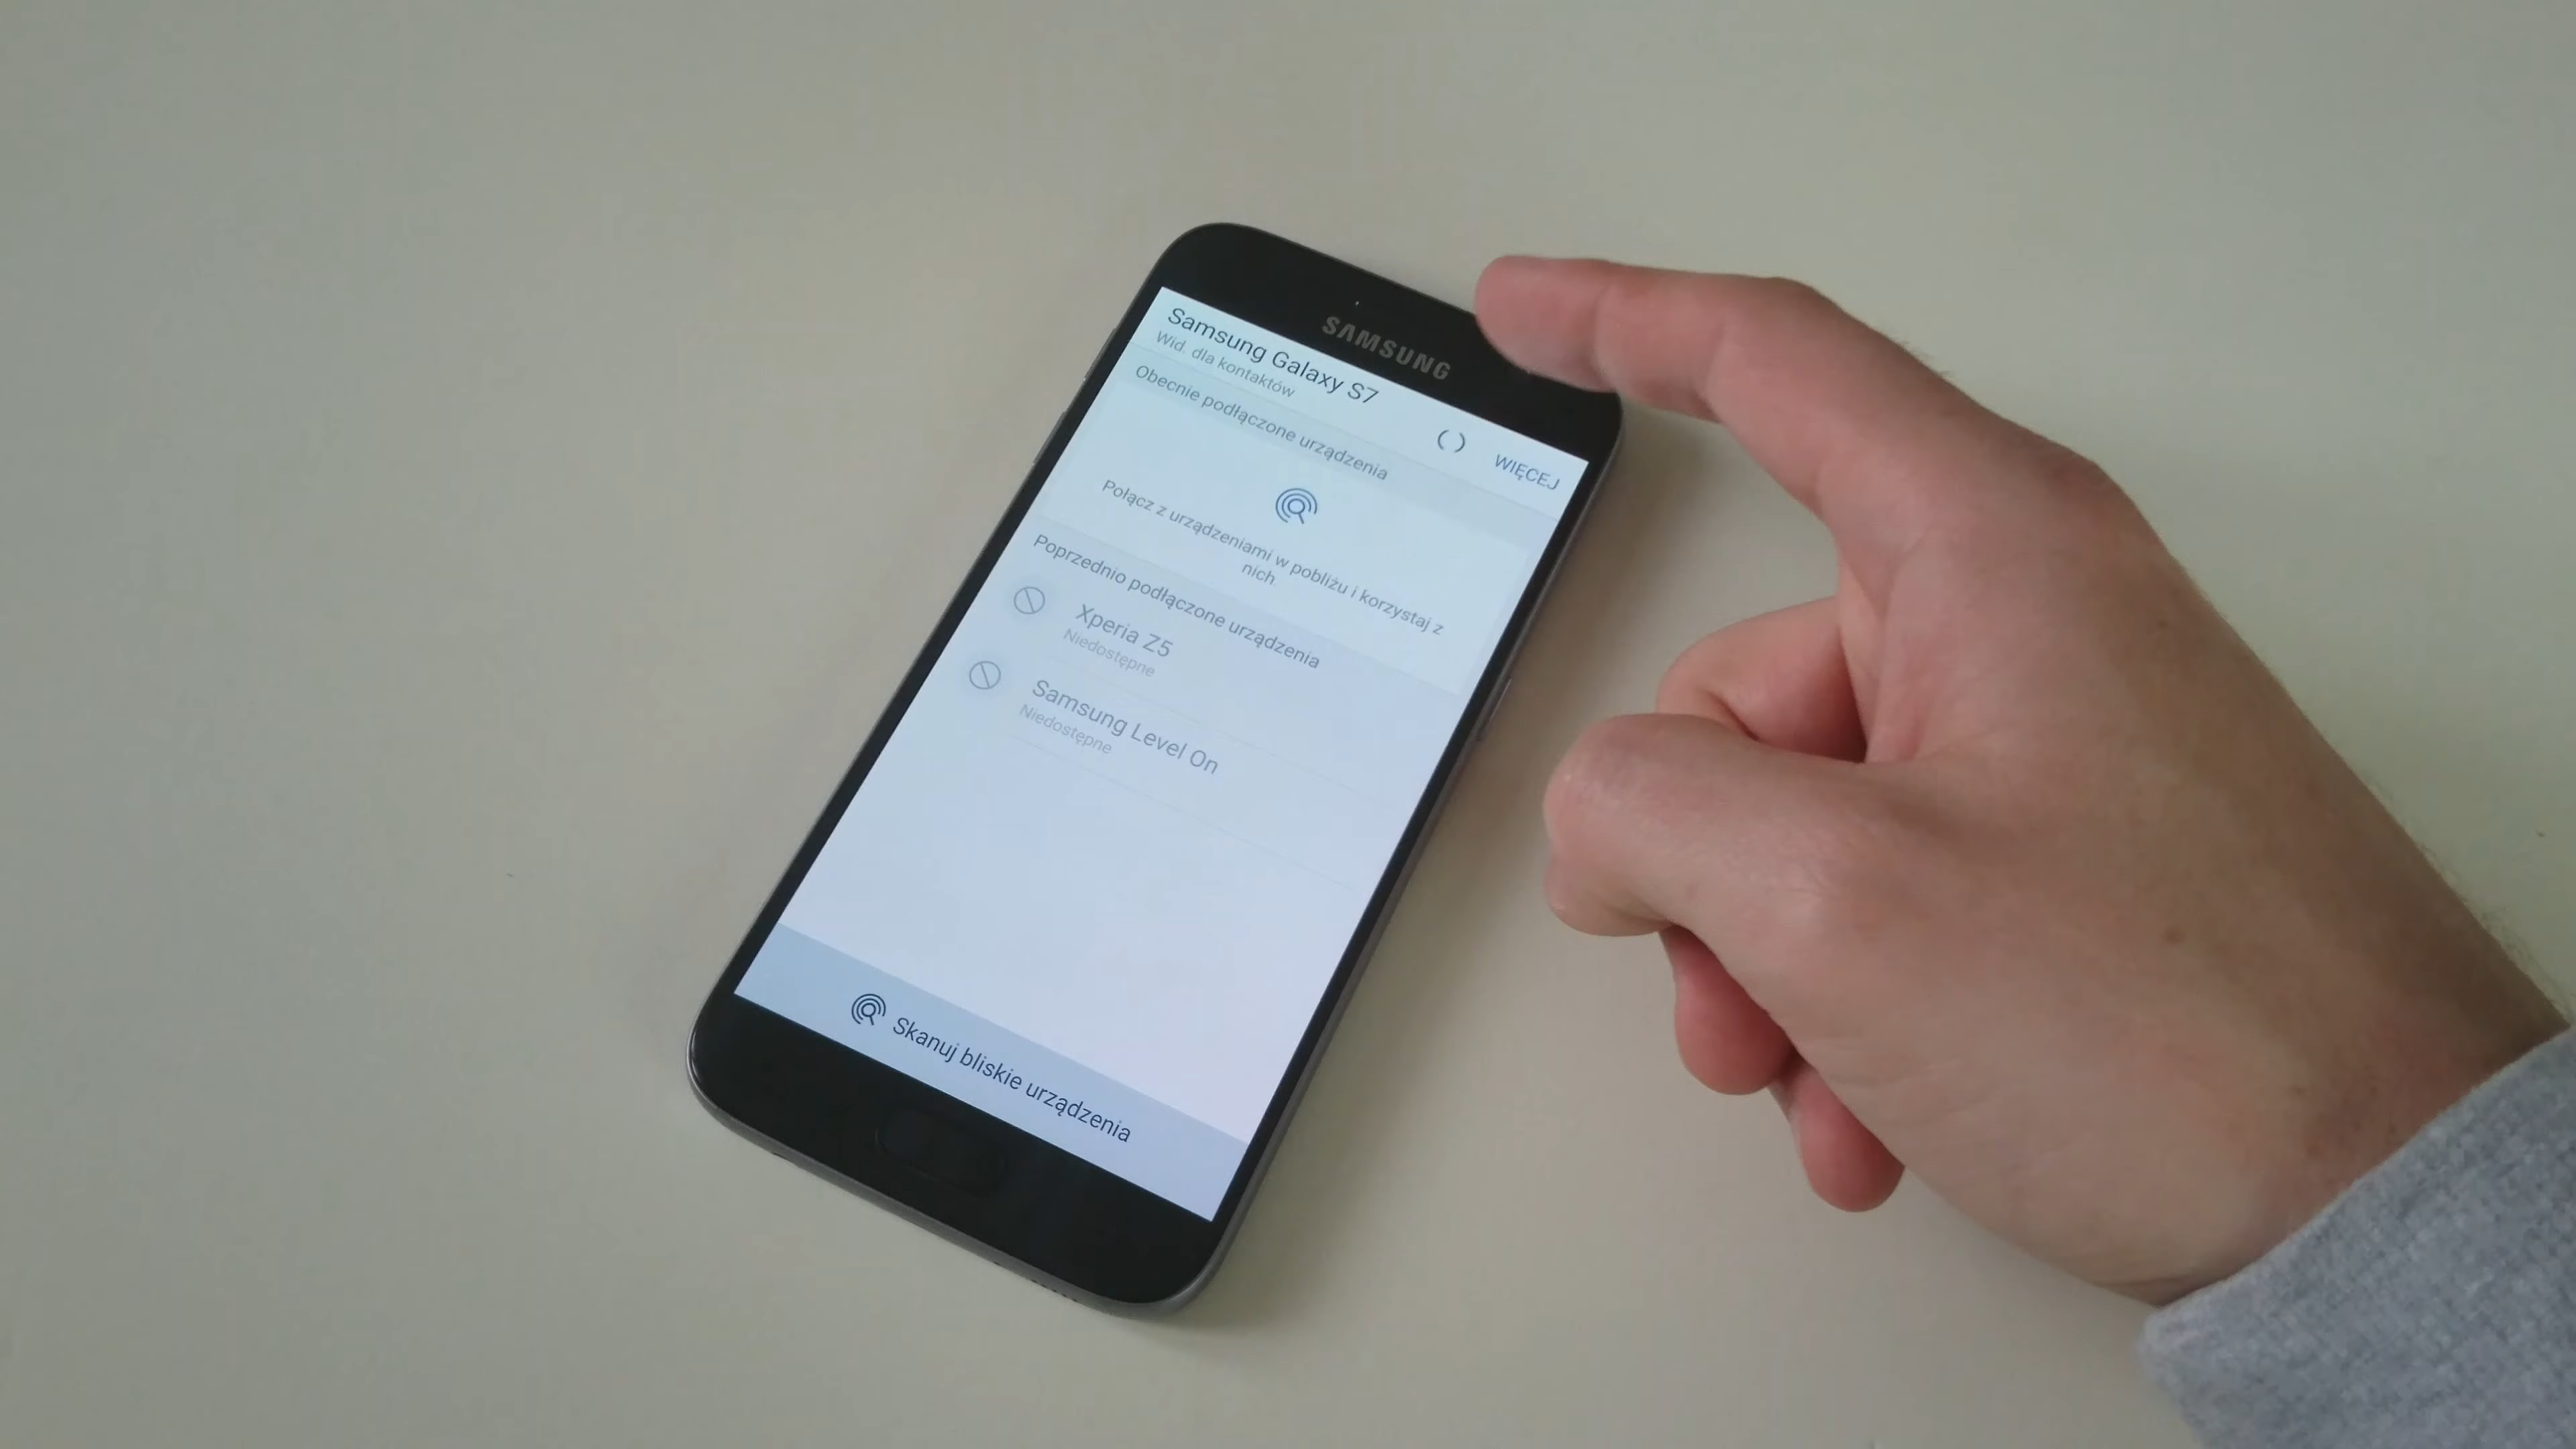 SAMSUNG
Samsung Galaxy S7
Wid. dla kontaktów
WIĘCEJ
Obecnie podłączone urządzenia
Połącz z urządzeniami w pobliżu i korzystaj z
nich
Poprzednio podłączone urządzenia
Xperia Z5
Niedostępne
Samsung Level On
Niedostępne
Skanuj bliskie urządzenia